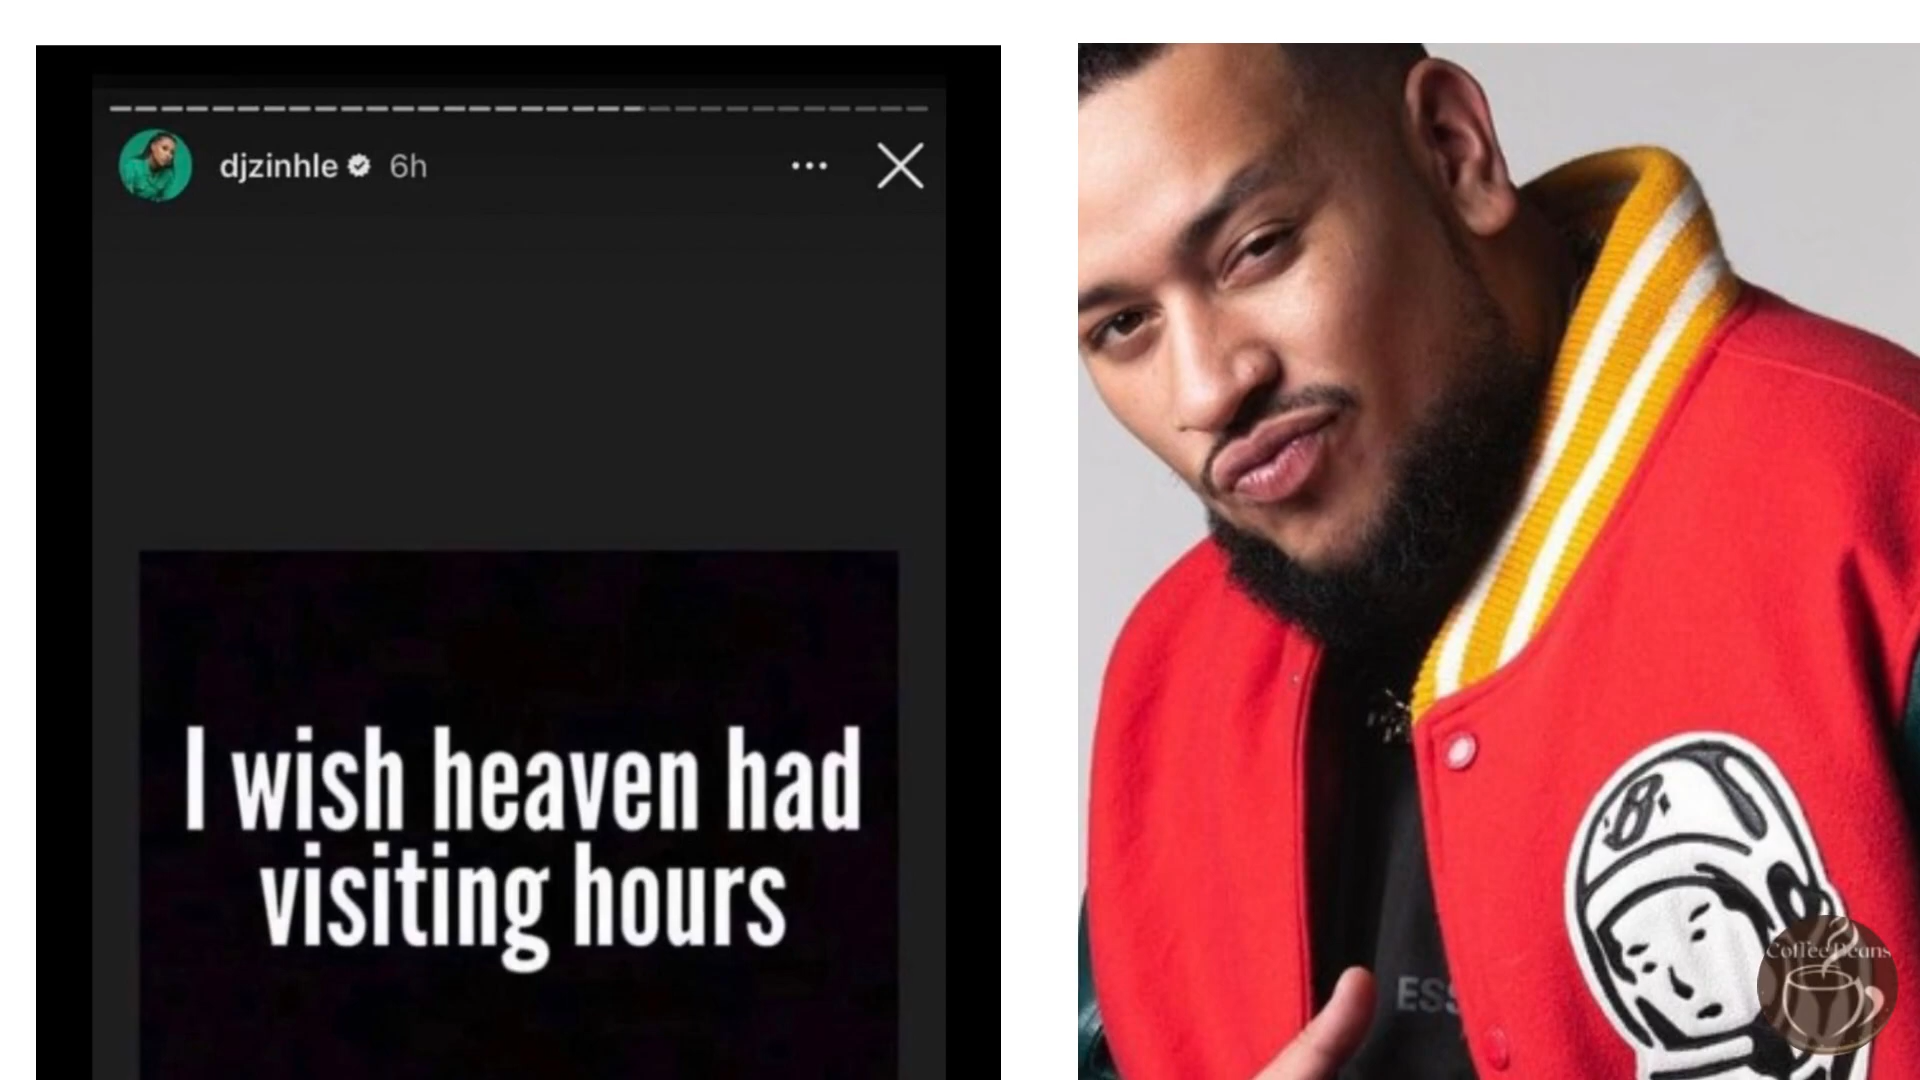 djzinhle 6h
I wish heaven had
visiting hours
ESS
B
Coffee Beans